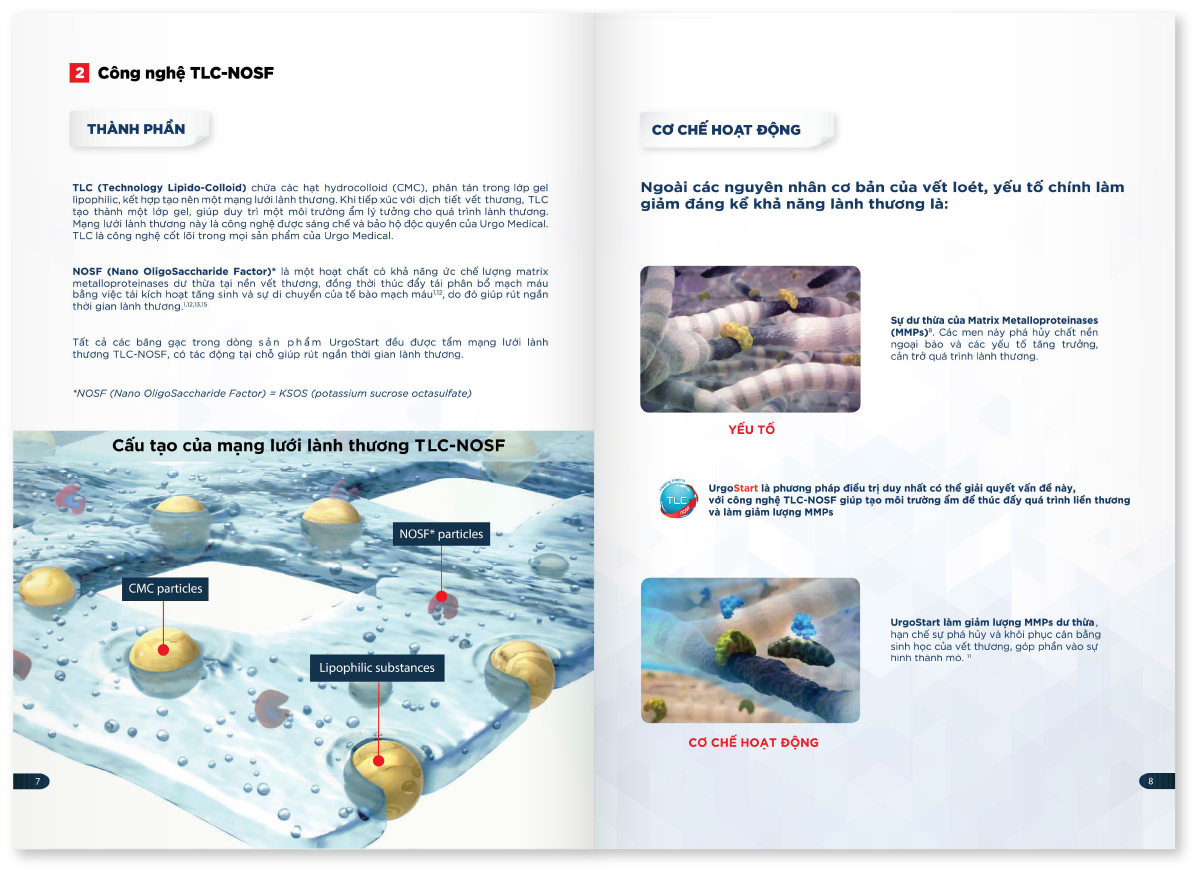 2 Công nghệ TLC-NOSF
THÀNH PHẦN
TLC (Technology Lipido-Colloid) chứa các hạt hydrocolloid (CMC), phân tán trong lớp gel
lipophilic, kết hợp tạo nên một mạng lưới lành thương. Khi tiếp xúc với dịch tiết vết thương, TLC
tạo thành một lớp gel, giúp duy trì một môi trường ẩm lý tưởng cho quá trình lành thương.
Mạng lưới lành thương này là công nghệ được sáng chế và bảo hộ độc quyền của Urgo Medical.
TLC là công nghệ cốt lõi trong mọi sản phẩm của Urgo Medical.
NOSF (Nano OligoSaccharide Factor)* là một hoạt chất có khả năng ức chế lượng matrix
metalloproteinases dư thừa tại nền vết thương, đồng thời thúc đẩy tái phân bổ mạch máu
bằng việc tái kích hoạt tăng sinh và sự di chuyển của tế bào mạch máu1,12, do đó giúp rút ngắn
thời gian lành thương.1,12,13,15
Tất cả các băng gạc trong dòng sản phẩm UrgoStart đều được tẩm mạng lưới lành
thương TLC-NOSF, có tác động tại chỗ giúp rút ngắn thời gian lành thương.
*NOSF (Nano OligoSaccharide Factor) = KSOS (potassium sucrose octasulfate)
Cấu tạo của mạng lưới lành thương TLC-NOSF
NOSF* particles
CMC particles
Lipophilic substances
7
CƠ CHẾ HOẠT ĐỘNG
Ngoài các nguyên nhân cơ bản của vết loét, yếu tố chính làm
giảm đáng kể khả năng lành thương là:
Sự dư thừa của Matrix Metalloproteinases
(MMPs)8. Các men này phá hủy chất nền
ngoại bào và các yếu tố tăng trưởng,
cản trở quá trình lành thương.
YẾU TỐ
TLC
UrgoStart là phương pháp điều trị duy nhất có thể giải quyết vấn đề này,
với công nghệ TLC-NOSF giúp tạo môi trường ẩm để thúc đẩy quá trình liền thương
và làm giảm lượng MMPs
UrgoStart làm giảm lượng MMPs dư thừa,
hạn chế sự phá hủy và khôi phục cân bằng
sinh học của vết thương, góp phần vào sự
hình thành mô. 11
CƠ CHẾ HOẠT ĐỘNG
8